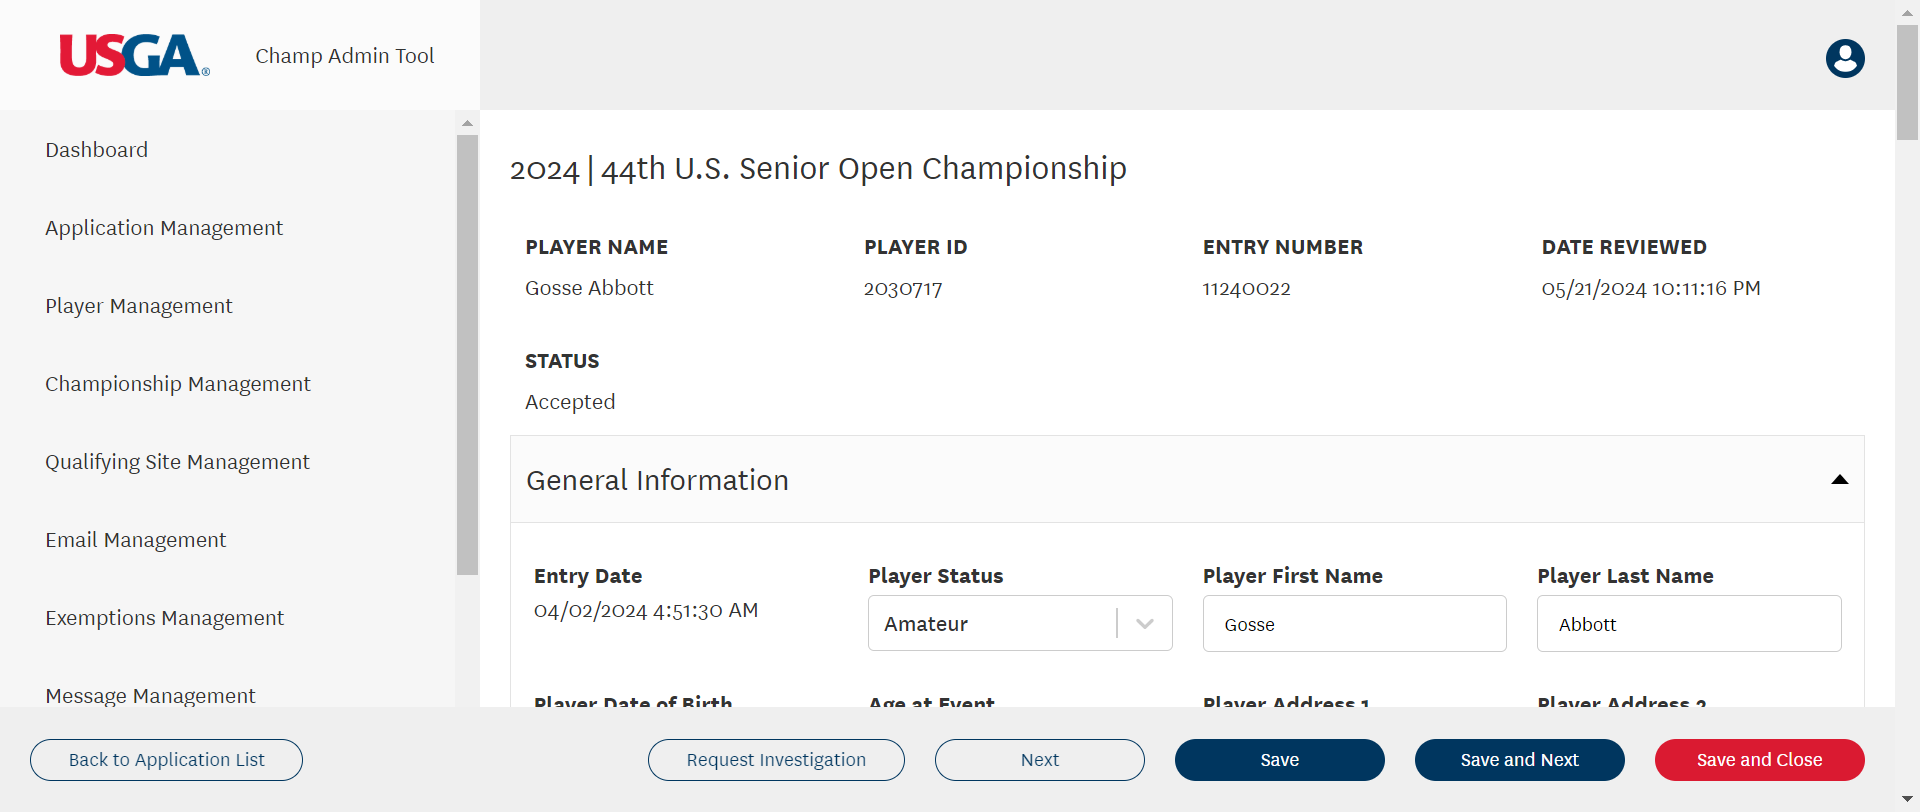 USGA®
Champ Admin Tool
Dashboard
Application Management
Player Management
Championship Management
Qualifying Site Management
Email Management
Exemptions Management
Message Management
2024 | 44th U.S. Senior Open Championship
PLAYER NAME
Gosse Abbott
PLAYER ID
2030717
ENTRY NUMBER
11240022
DATE REVIEWED
05/21/2024 10:11:16 PM
STATUS
Accepted
General Information
Entry Date
04/02/2024 4:51:30 AM
Player Status
Amateur
Player First Name
Gosse
Player Last Name
Abbott
Player Date of Birth
Age at Event
Player Address 1
Player Address 2
Back to Application List
Request Investigation
Next
Save
Save and Next
Save and Close